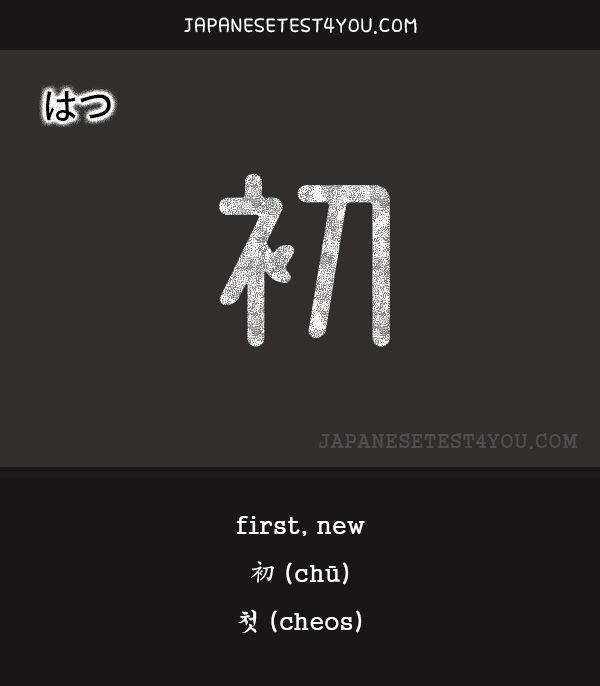 JAPANESETEST4YOU.COM
はつ
初
JAPANESETEST4YOU.COM
first, new
初 (chū)
첫 (cheos)